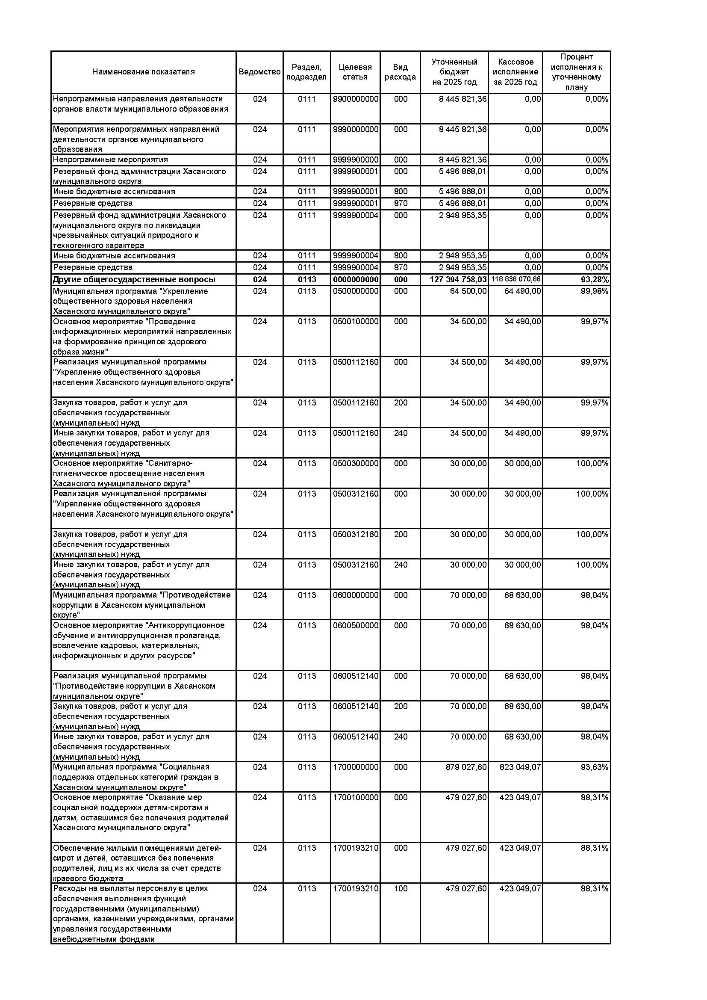 Наименование показателя Ведомство Раздел, подраздел Целевая статья Вид расхода Уточненный бюджет на 2025 год Кассовое исполнение за 2025 год Процент исполнения к уточненному плану
Непрограммные направления деятельности 024 0111 9900000000 000 8 445 821,36 0,00 0,00%
органов власти муниципального образования
Мероприятия непрограммных направлений 024 0111 9990000000 000 8 445 821,36 0,00 0,00%
деятельности органов муниципального
образования
Непрограммные мероприятия 024 0111 9999900000 000 8 445 821,36 0,00 0,00%
Резервный фонд администрации Хасанского 024 0111 9999900001 000 5 496 868,01 0,00 0,00%
муниципального округа
Иные бюджетные ассигнования 024 0111 9999900001 800 5 496 868,01 0,00 0,00%
Резервные средства 024 0111 9999900001 870 5 496 868,01 0,00 0,00%
Резервный фонд администрации Хасанского 024 0111 9999900004 000 2 948 953,35 0,00 0,00%
муниципального округа по ликвидации
чрезвычайных ситуаций природного и
техногенного характера
Иные бюджетные ассигнования 024 0111 9999900004 800 2 948 953,35 0,00 0,00%
Резервные средства 024 0111 9999900004 870 2 948 953,35 0,00 0,00%
Другие общегосударственные вопросы 024 0113 0000000000 000 127 394 758,03 118 838 070,86 93,28%
Муниципальная программа "Укрепление 024 0113 0500000000 000 64 500,00 64 490,00 99,98%
общественного здоровья населения
Хасанского муниципального округа"
Основное мероприятие "Проведение 024 0113 0500100000 000 34 500,00 34 490,00 99,97%
информационных мероприятий направленных
на формирование принципов здорового
образа жизни"
Реализация муниципальной программы 024 0113 0500112160 000 34 500,00 34 490,00 99,97%
"Укрепление общественного здоровья
населения Хасанского муниципального округа"
Закупка товаров, работ и услуг для 024 0113 0500112160 200 34 500,00 34 490,00 99,97%
обеспечения государственных
(муниципальных) нужд
Иные закупки товаров, работ и услуг для 024 0113 0500112160 240 34 500,00 34 490,00 99,97%
обеспечения государственных
(муниципальных) нужд
Основное мероприятие "Санитарно- 024 0113 0500300000 000 30 000,00 30 000,00 100,00%
гигиеническое просвещение населения
Хасанского муниципального округа"
Реализация муниципальной программы 024 0113 0500312160 000 30 000,00 30 000,00 100,00%
"Укрепление общественного здоровья
населения Хасанского муниципального округа"
Закупка товаров, работ и услуг для 024 0113 0500312160 200 30 000,00 30 000,00 100,00%
обеспечения государственных
(муниципальных) нужд
Иные закупки товаров, работ и услуг для 024 0113 0500312160 240 30 000,00 30 000,00 100,00%
обеспечения государственных
(муниципальных) нужд
Муниципальная программа "Противодействие 024 0113 0600000000 000 70 000,00 68 630,00 98,04%
коррупции в Хасанском муниципальном
округе"
Основное мероприятие "Антикоррупционное 024 0113 0600500000 000 70 000,00 68 630,00 98,04%
обучение и антикоррупционная пропаганда,
вовлечение кадровых, материальных,
информационных и других ресурсов"
Реализация муниципальной программы 024 0113 0600512140 000 70 000,00 68 630,00 98,04%
"Противодействие коррупции в Хасанском
муниципальном округе"
Закупка товаров, работ и услуг для 024 0113 0600512140 200 70 000,00 68 630,00 98,04%
обеспечения государственных
(муниципальных) нужд
Иные закупки товаров, работ и услуг для 024 0113 0600512140 240 70 000,00 68 630,00 98,04%
обеспечения государственных
(муниципальных) нужд
Муниципальная программа "Социальная 024 0113 1700000000 000 879 027,60 823 049,07 93,63%
поддержка отдельных категорий граждан в
Хасанском муниципальном округе"
Основное мероприятие "Оказание мер 024 0113 1700100000 000 479 027,60 423 049,07 88,31%
социальной поддержки детям-сиротам и
детям, оставшимся без попечения родителей
Хасанского муниципального округа"
Обеспечение жилыми помещениями детей- 024 0113 1700193210 000 479 027,60 423 049,07 88,31%
сирот и детей, оставшихся без попечения
родителей, лиц из их числа за счет средств
краевого бюджета
Расходы на выплаты персоналу в целях 024 0113 1700193210 100 479 027,60 423 049,07 88,31%
обеспечения выполнения функций
государственными (муниципальными)
органами, казенными учреждениями, органами
управления государственными
внебюджетными фондами